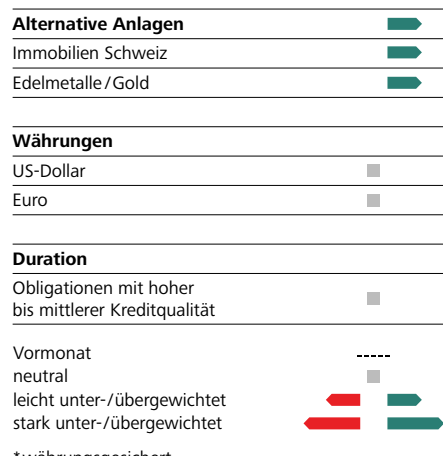 Alternative Anlagen
Immobilien Schweiz
Edelmetalle/Gold
Währungen
US-Dollar
Euro
Duration
Obligationen mit hoher
bis mittlerer Kreditqualität
Vormonat
neutral
leicht unter-/übergewichtet
stark unter-/übergewichtet
*währungsgesichert